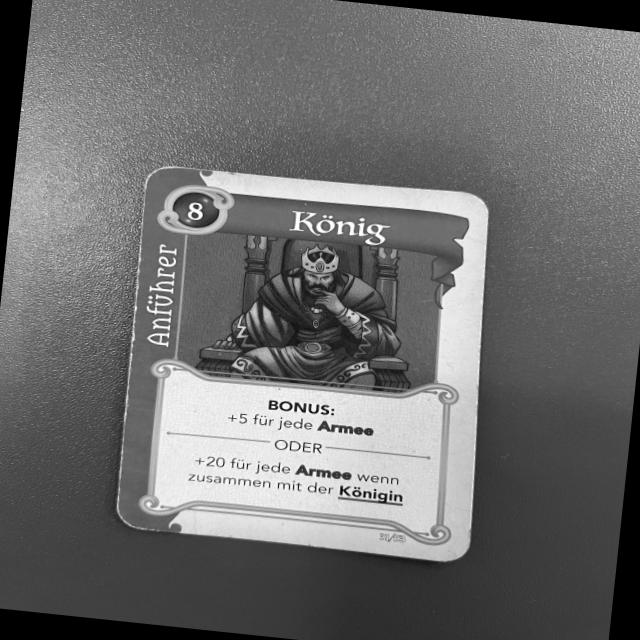 8
König
Anführer
BONUS:
+5 für jede Armee
ODER
+20 für jede Armee wenn
zusammen mit der Königin